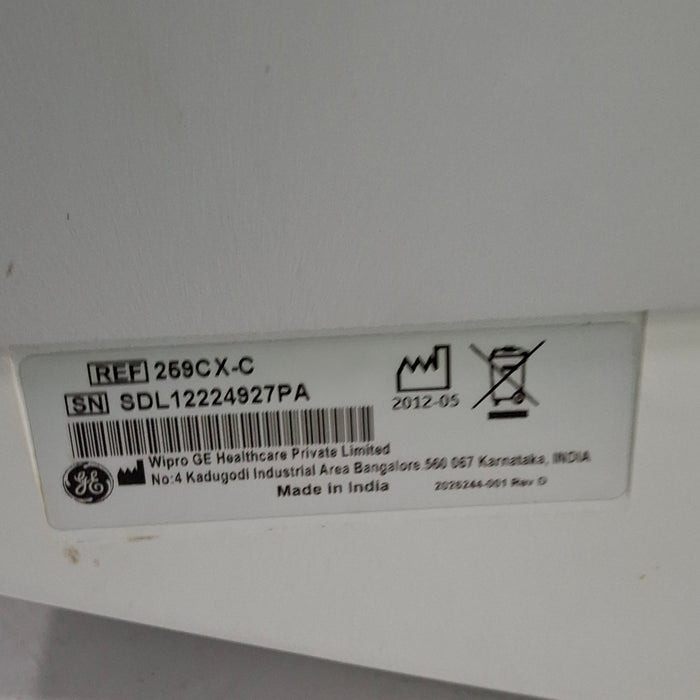 REF 259CX-C
SN SDL12224927PA
2012-05
Wipro GE Healthcare Private Limited
No:4 Kadugodi Industrial Area Bangalore 560 067 Karnataka, INDIA
Made in India
2026244-001 Rev D
GE